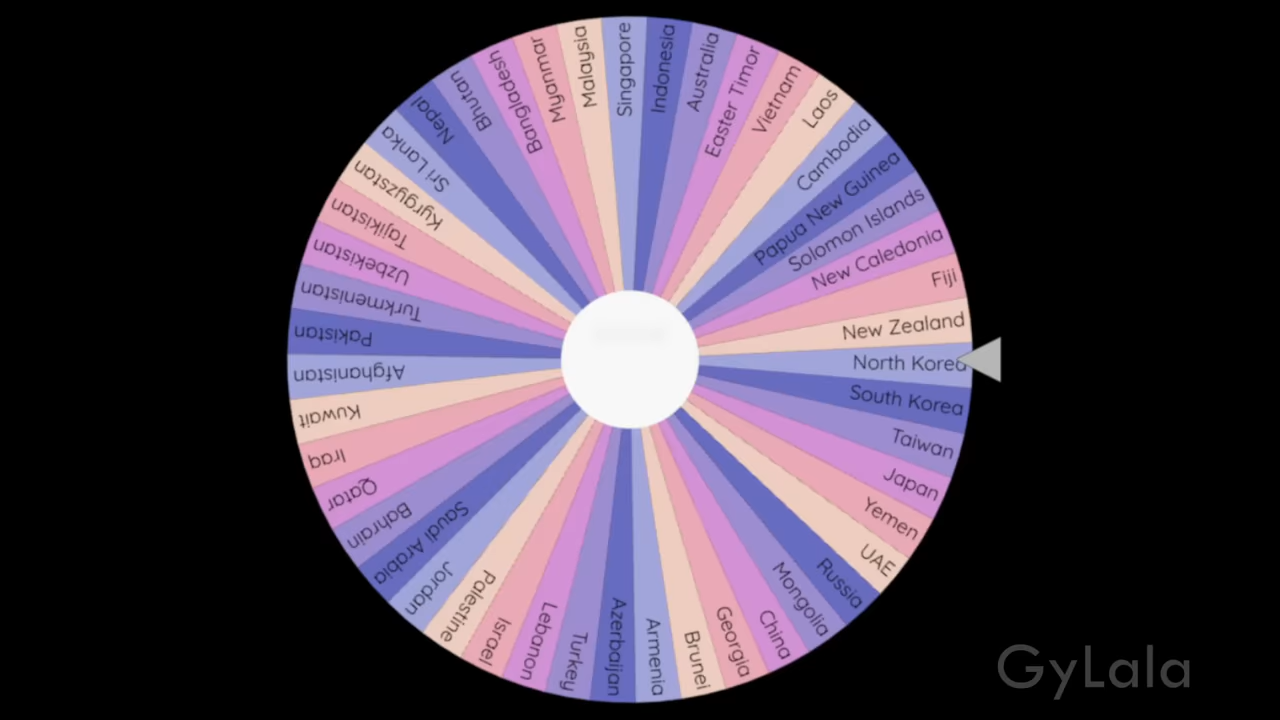 Singapore
Indonesia
Australia
Easter Timor
Vietnam
Laos
Cambodia
Papua New Guinea
Solomon Islands
New Caledonia
Fiji
New Zealand
North Korea
South Korea
Taiwan
Japan
Yemen
UAE
Russia
Mongolia
China
Georgia
Brunei
Armenia
Azerbaijan
Turkey
Lebanon
Israel
Palestine
Jordan
Saudi Arabia
Bahrain
Qatar
Iraq
Kuwait
Afghanistan
Pakistan
Turkmenistan
Uzbekistan
Tajikistan
Kyrgyzstan
Sri Lanka
Nepal
Bhutan
Bangladesh
Myanmar
Malaysia
GyLala